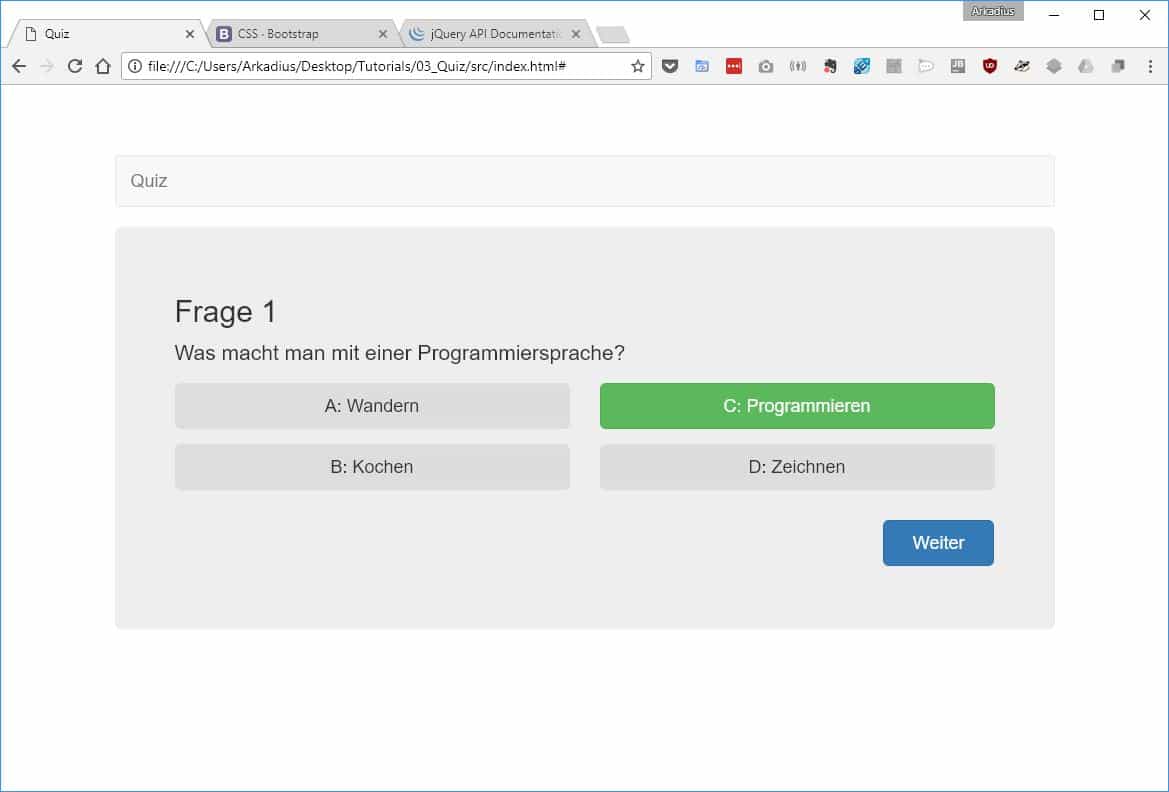 Arkadius
Quiz
CSS · Bootstrap
jQuery API Documentatio
file:///C:/Users/Arkadius/Desktop/Tutorials/03_Quiz/src/index.html#
Quiz
Frage 1
Was macht man mit einer Programmiersprache?
A: Wandern
C: Programmieren
B: Kochen
D: Zeichnen
Weiter